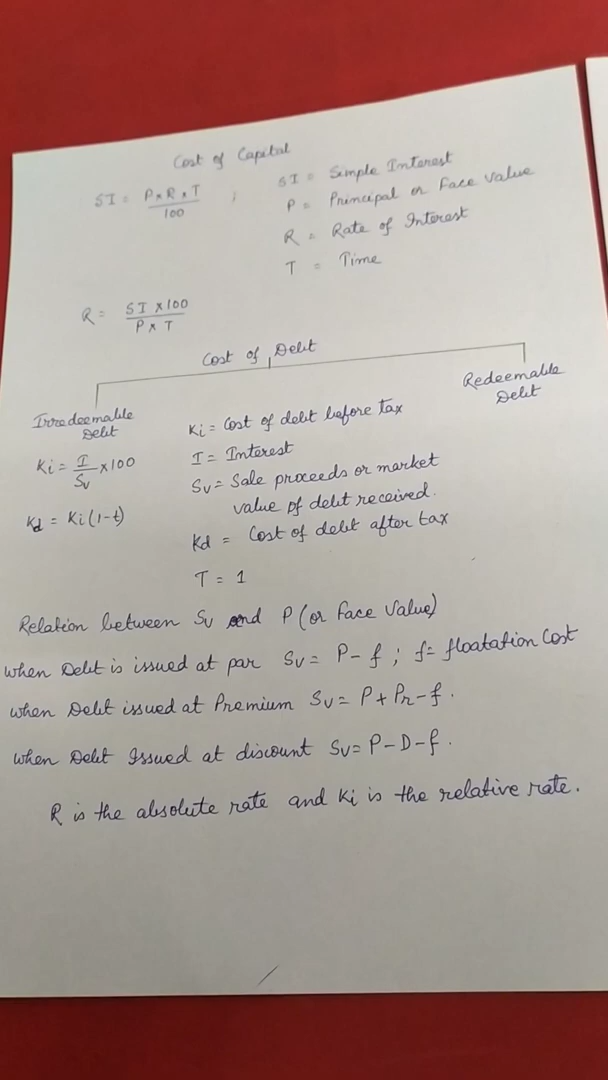 Cost of Capital
SI = P x R x T / 100 ; SI = Simple Interest
P = Principal or Face value
R = Rate of Interest
T = Time
R = SI x 100 / P x T
Cost of Debt
Irredeemable Debt
Redeemable Debt
Ki = I / Sv x 100
Kd = Ki (1-t)
Ki = Cost of debt before tax
I = Interest
Sv = Sale proceeds or market
value of debt received.
Kd = Cost of debt after tax
T = 1
Relation between Sv and P (or Face Value)
when Debt is issued at par Sv = P - f ; f = floatation Cost
when Debt issued at Premium Sv = P + Pr - f.
when Debt Issued at discount Sv = P - D - f.
R is the absolute rate and Ki is the relative rate.